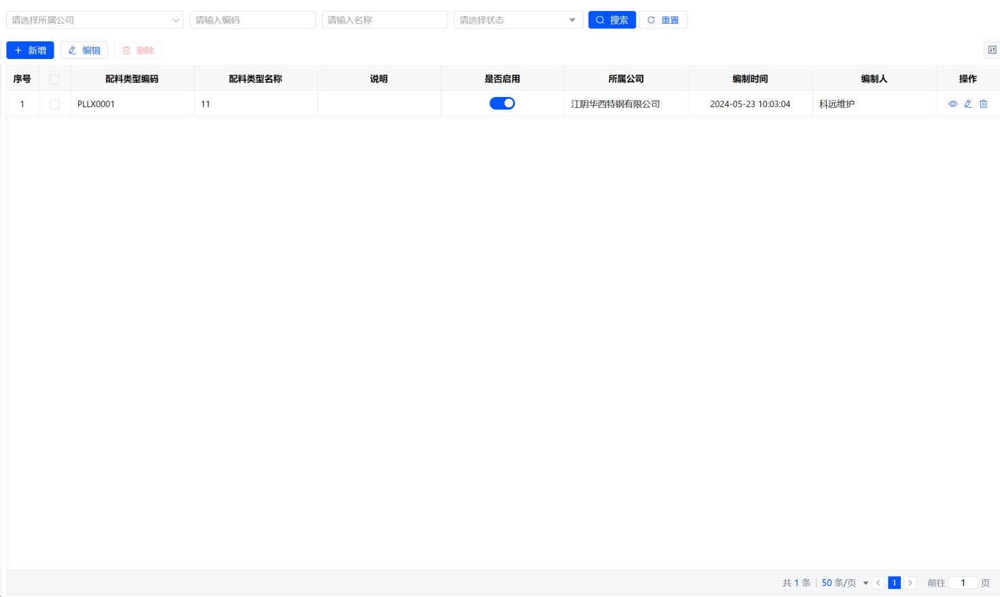 请选择所属公司 请输入编码 请输入名称 请选择状态 搜索 重置
新增 编辑 删除
序号 配料类型编码 配料类型名称 说明 是否启用 所属公司 编制时间 编制人 操作
1 PLLX0001 11 江阴华西特钢有限公司 2024-05-23 10:03:04 科远维护
共 1 条 50 条/页 1 前往 1 页